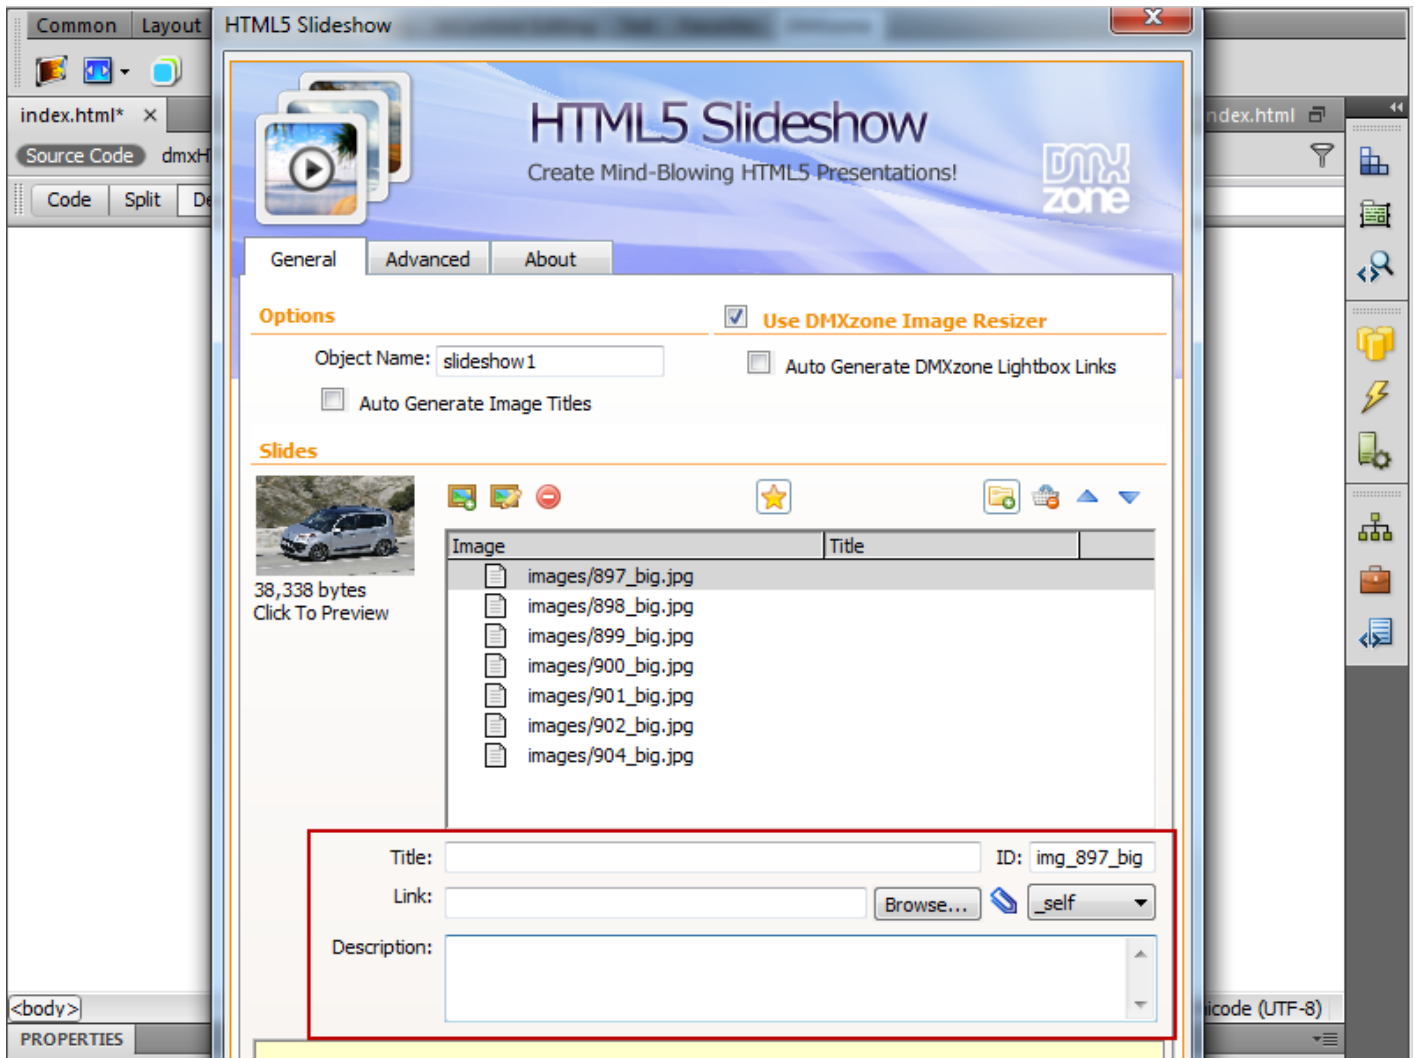 Common Layout
HTML5 Slideshow
index.html*
ndex.html
Source Code
Code Split
HTML5 Slideshow
Create Mind-Blowing HTML5 Presentations!
DMX
zone
General Advanced About
Options
Use DMXzone Image Resizer
Object Name: slideshow1
Auto Generate DMXzone Lightbox Links
Auto Generate Image Titles
Slides
38,338 bytes
Click To Preview
Image Title
images/897_big.jpg
images/898_big.jpg
images/899_big.jpg
images/900_big.jpg
images/901_big.jpg
images/902_big.jpg
images/904_big.jpg
Title: ID: img_897_big
Link: Browse... _self
Description:
<body>
icode (UTF-8)
PROPERTIES